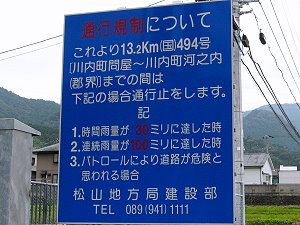 通行規制について
これより13.2Km(国)494号
〔川内町問屋～川内町河之内
(郡界)〕までの間は
下記の場合通行止をします。
記
1.時間雨量が 30ミリに達した時
2.連続雨量が100ミリに達した時
3.パトロールにより道路が危険と
思われる場合
松山地方局建設部
TEL 089(941)1111